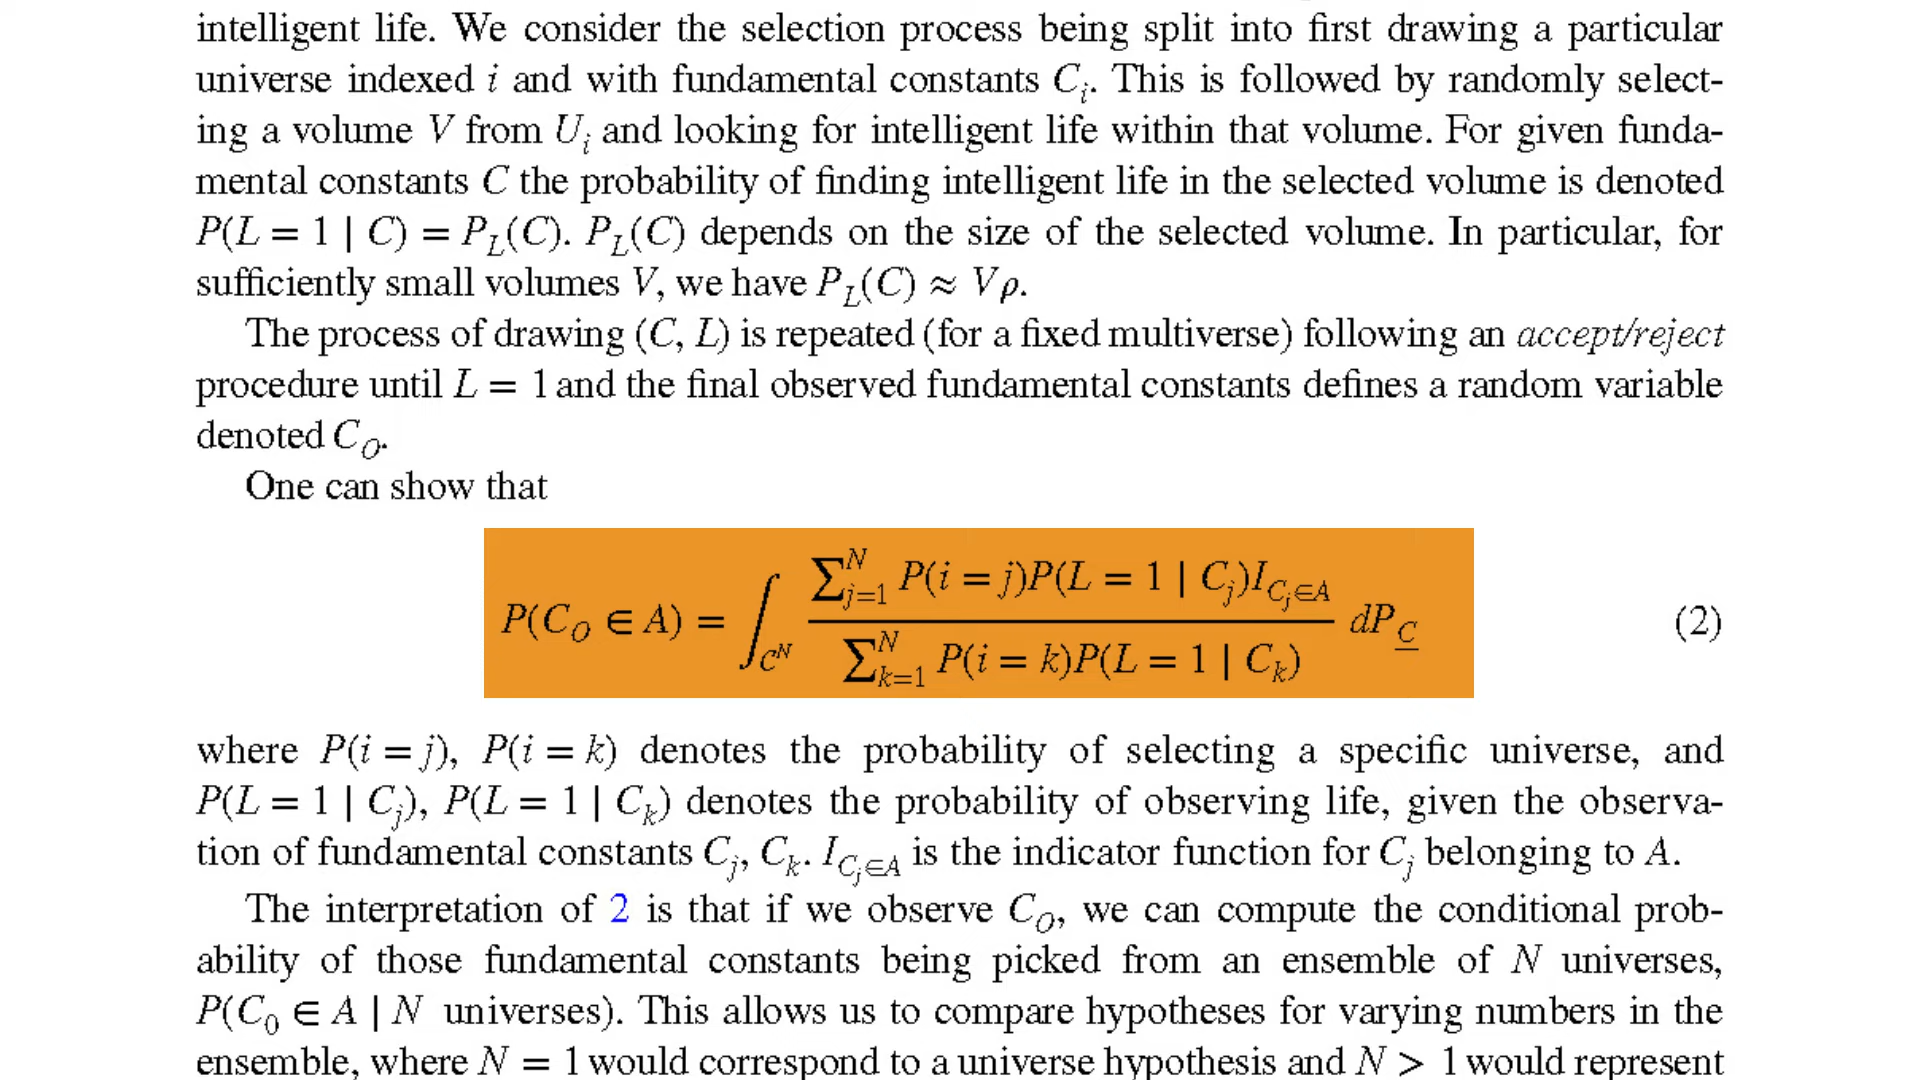 intelligent life. We consider the selection process being split into first drawing a particular
universe indexed i and with fundamental constants C_i. This is followed by randomly select-
ing a volume V from U_i and looking for intelligent life within that volume. For given funda-
mental constants C the probability of finding intelligent life in the selected volume is denoted
P(L = 1 | C) = P_L(C). P_L(C) depends on the size of the selected volume. In particular, for
sufficiently small volumes V, we have P_L(C) ≈ Vρ.
The process of drawing (C, L) is repeated (for a fixed multiverse) following an accept/reject
procedure until L = 1 and the final observed fundamental constants defines a random variable
denoted C_O.
One can show that
P(C_O ∈ A) = ∫_{C^N} \frac{∑_{j=1}^{N} P(i = j)P(L = 1 | C_j)I_{C_j∈A}}{∑_{k=1}^{N} P(i = k)P(L = 1 | C_k)} dP_{\underline{C}} (2)
where P(i = j), P(i = k) denotes the probability of selecting a specific universe, and
P(L = 1 | C_j), P(L = 1 | C_k) denotes the probability of observing life, given the observa-
tion of fundamental constants C_j, C_k. I_{C_j∈A} is the indicator function for C_j belonging to A.
The interpretation of 2 is that if we observe C_O, we can compute the conditional prob-
ability of those fundamental constants being picked from an ensemble of N universes,
P(C_0 ∈ A | N universes). This allows us to compare hypotheses for varying numbers in the
ensemble, where N = 1 would correspond to a universe hypothesis and N > 1 would represent